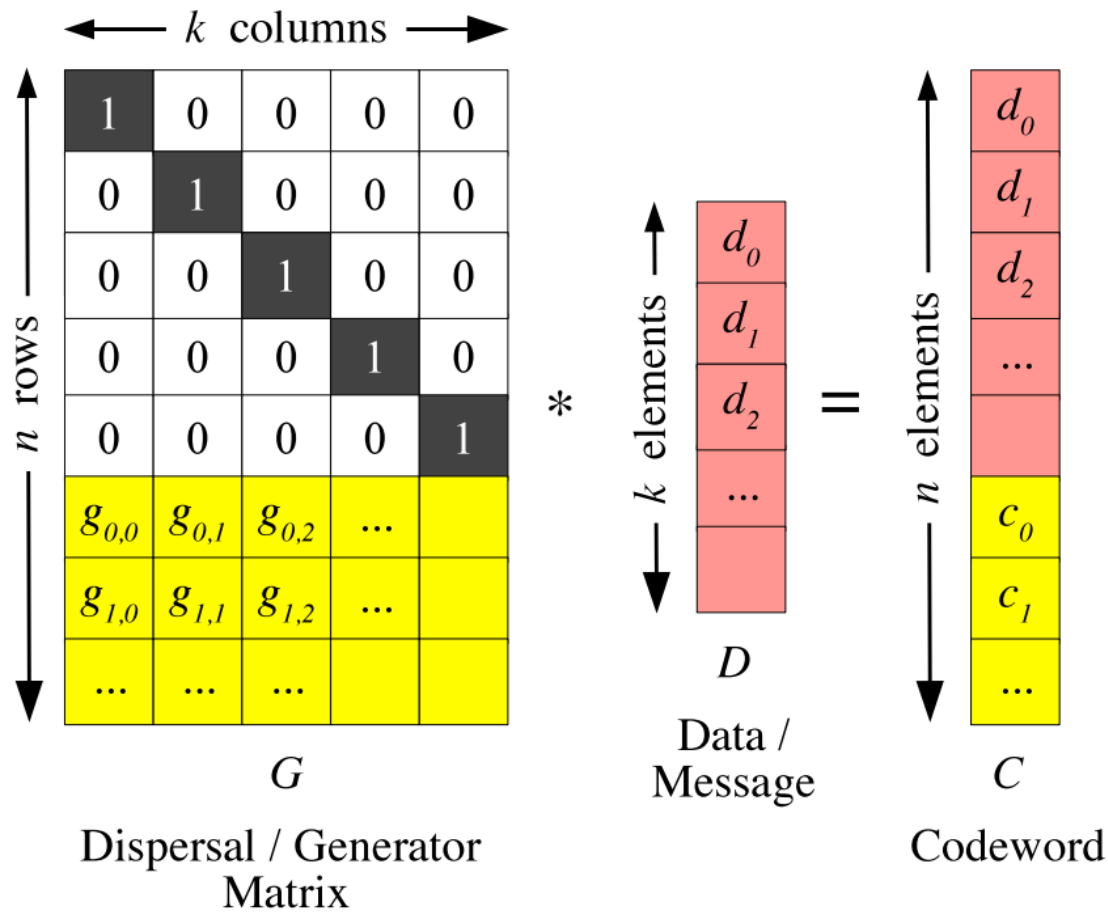 k columns
n rows
1 0 0 0 0
0 1 0 0 0
0 0 1 0 0
0 0 0 1 0
0 0 0 0 1
g0,0 g0,1 g0,2 ...
g1,0 g1,1 g1,2 ...
... ... ...
G
Dispersal / Generator
Matrix
*
k elements
d0
d1
d2
...
D
Data /
Message
=
n elements
d0
d1
d2
...
c0
c1
...
C
Codeword